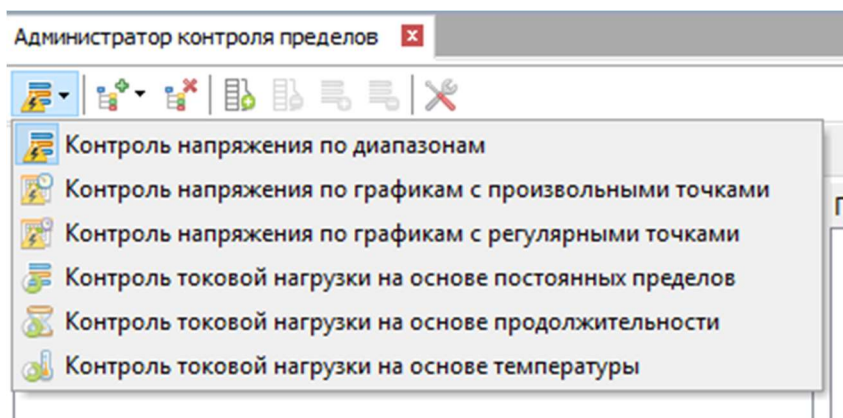 Администратор контроля пределов
Контроль напряжения по диапазонам
Контроль напряжения по графикам с произвольными точками
Контроль напряжения по графикам с регулярными точками
Контроль токовой нагрузки на основе постоянных пределов
Контроль токовой нагрузки на основе продолжительности
Контроль токовой нагрузки на основе температуры